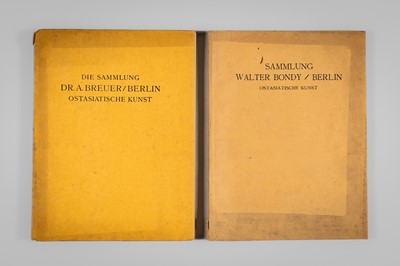 DIE SAMMLUNG
DR. A. BREUER/BERLIN
OSTASIATISCHE KUNST
SAMMLUNG
WALTER BONDY / BERLIN
OSTASIATISCHE KUNST